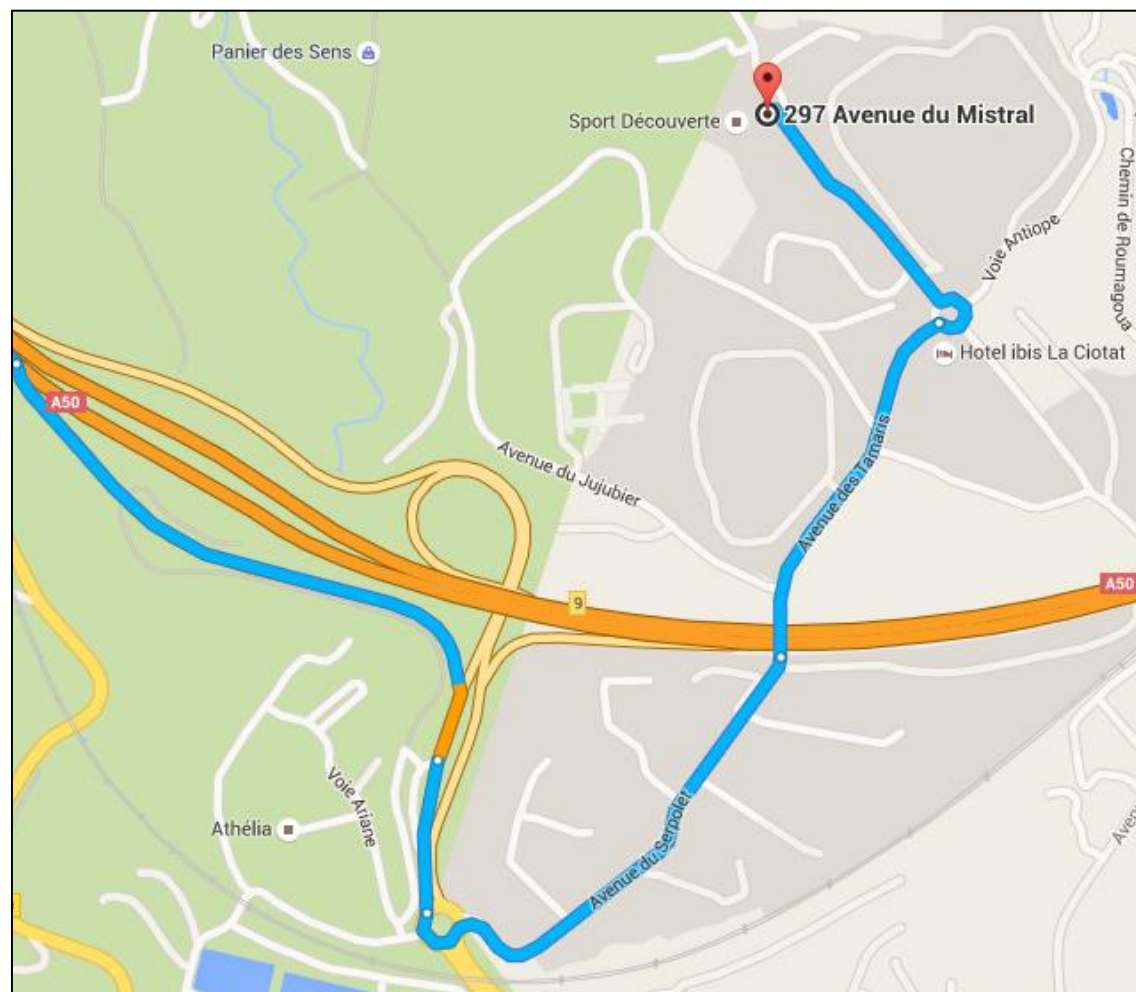 Panier des Sens
Sport Découverte
297 Avenue du Mistral
Chemin de Roumagoua
Voie Antiope
Hotel ibis La Ciotat
A50
Avenue du Jujubier
Avenue des Tamaris
9
A50
Voie Ariane
Athélia
Avenue du Serpolet